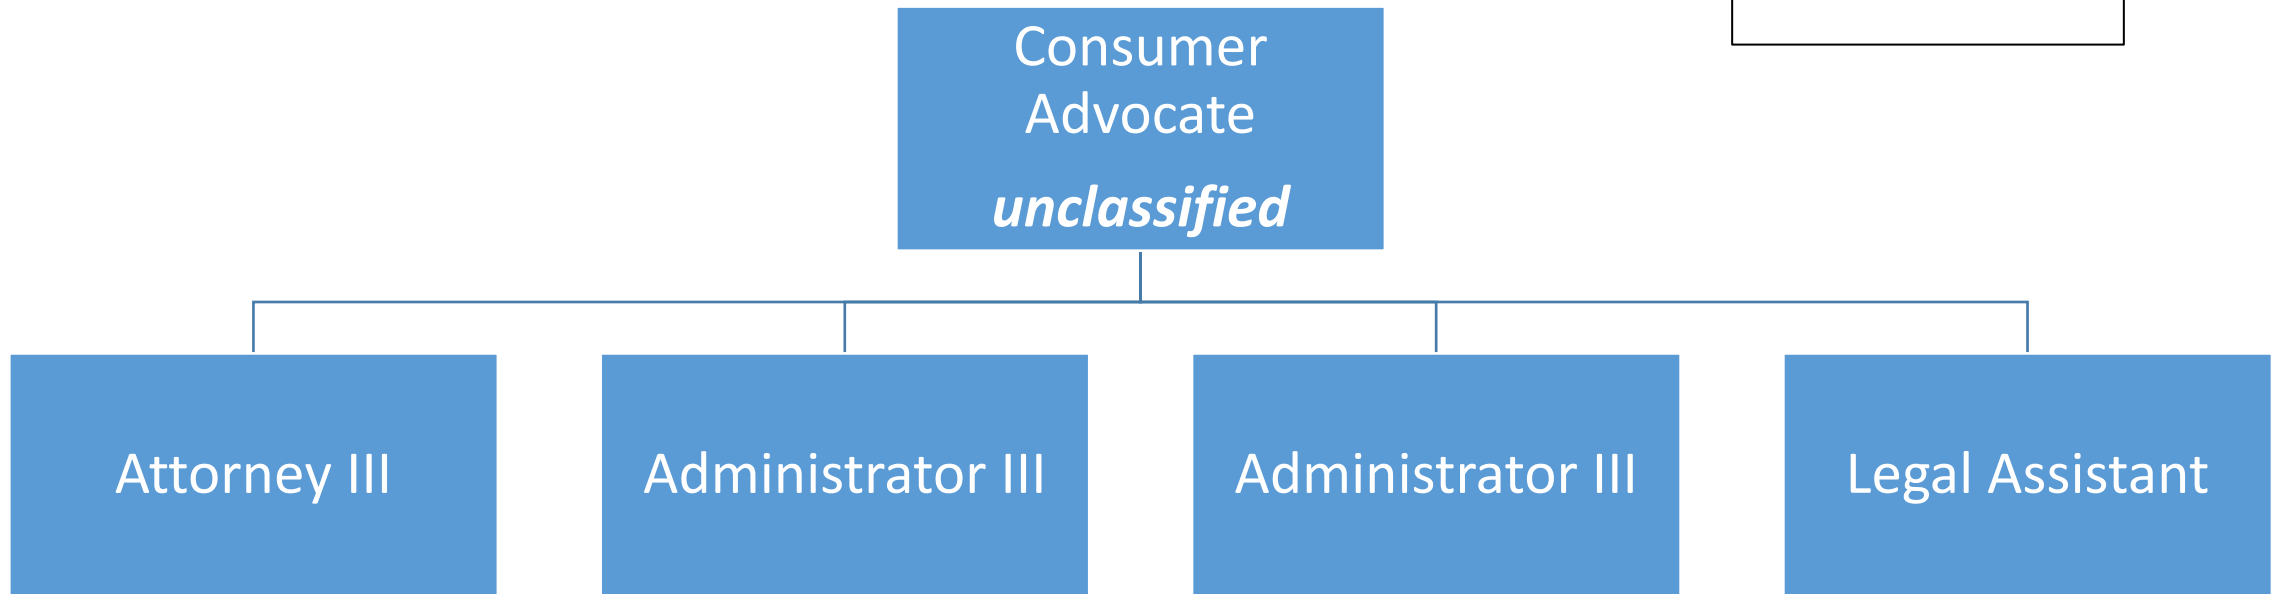 Consumer
Advocate
unclassified
Attorney III
Administrator III
Administrator III
Legal Assistant